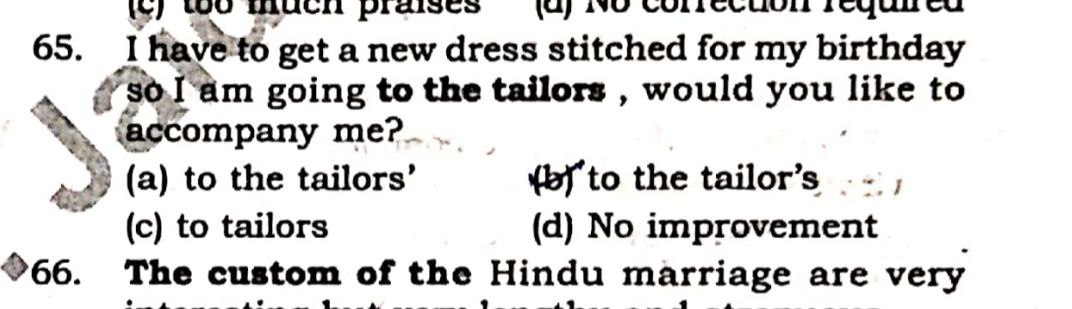 (c) too much praises (d) No correction required
65. I have to get a new dress stitched for my birthday
so I am going to the tailors , would you like to
accompany me?
(a) to the tailors’ (b) to the tailor’s
(c) to tailors (d) No improvement
66. The custom of the Hindu marriage are very